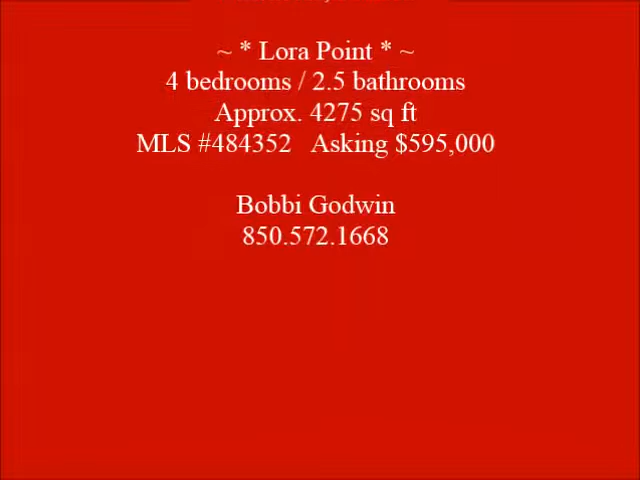 ~ * Lora Point * ~
4 bedrooms / 2.5 bathrooms
Approx. 4275 sq ft
MLS #484352   Asking $595,000
Bobbi Godwin
850.572.1668